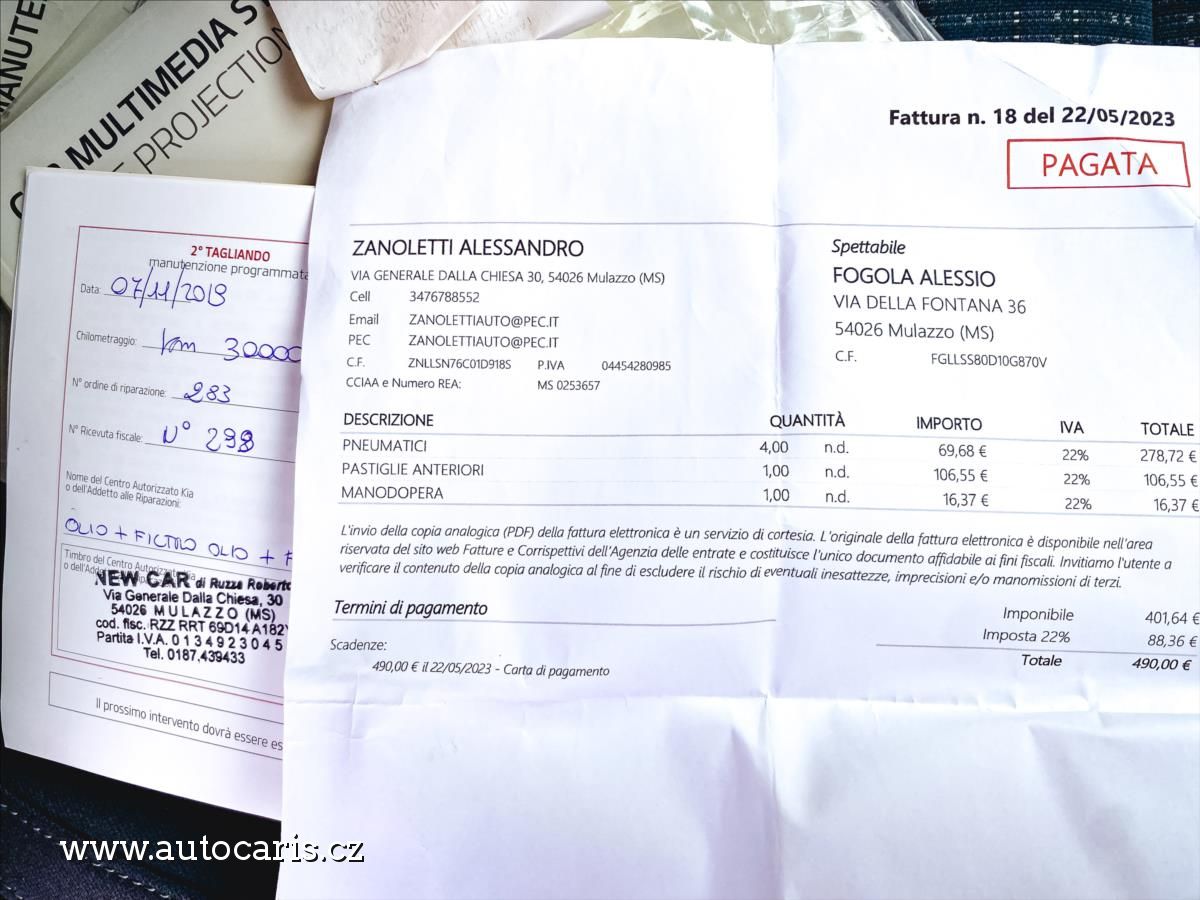 MANUTE
MULTIMEDIA S
PROJECTION
Fattura n. 18 del 22/05/2023
PAGATA
ZANOLETTI ALESSANDRO
VIA GENERALE DALLA CHIESA 30, 54026 Mulazzo (MS)
Cell 3476788552
Email ZANOLETTIAUTO@PEC.IT
PEC ZANOLETTIAUTO@PEC.IT
C.F. ZNLLSN76C01D918S P.IVA 04454280985
CCIAA e Numero REA: MS 0253657
Spettabile
FOGOLA ALESSIO
VIA DELLA FONTANA 36
54026 Mulazzo (MS)
C.F. FGLLSS80D10G870V
DESCRIZIONE QUANTITÀ IMPORTO IVA TOTALE
PNEUMATICI 4,00 n.d. 69,68 € 22% 278,72 €
PASTIGLIE ANTERIORI 1,00 n.d. 106,55 € 22% 106,55 €
MANODOPERA 1,00 n.d. 16,37 € 22% 16,37 €
L'invio della copia analogica (PDF) della fattura elettronica è un servizio di cortesia. L'originale della fattura elettronica è disponibile nell'area
riservata del sito web Fatture e Corrispettivi dell'Agenzia delle entrate e costituisce l'unico documento affidabile ai fini fiscali. Invitiamo l'utente a
verificare il contenuto della copia analogica al fine di escludere il rischio di eventuali inesattezze, imprecisioni e/o manomissioni di terzi.
Termini di pagamento
Scadenze:
490,00 € il 22/05/2023 - Carta di pagamento
Imponibile 401,64 €
Imposta 22% 88,36 €
Totale 490,00 €
2° TAGLIANDO
manutenzione programmata
Data: 07/11/2019
Chilometraggio: km 30000
N° ordine di riparazione: 283
N° Ricevuta fiscale: N° 298
Nome del Centro Autorizzato Kia
o dell'Addetto alle Riparazioni:
OLIO + FILTRO OLIO + F
Timbro del Centro Autorizzato Kia
o dell'Addetto alle Riparazioni
NEW CAR di Ruzza Roberto
Via Generale Dalla Chiesa, 30
54026 MULAZZO (MS)
cod. fisc. RZZ RRT 69D14 A182Y
Partita I.V.A. 0 1 3 4 9 2 3 0 4 5
Tel. 0187.439433
Il prossimo intervento dovrà essere es
www.autocaris.cz